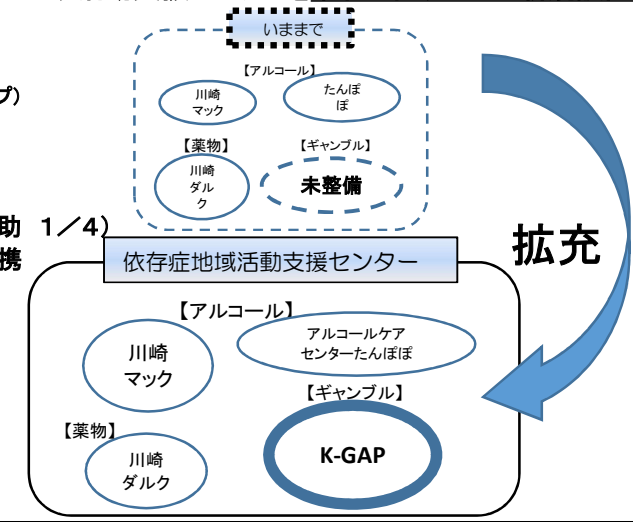 いままで
【アルコール】
川崎
マック
たんぽ
ぽ
【薬物】
【ギャンブル】
川崎
ダル
ク
未整備
プ）
助 １／４）
携
拡充
依存症地域活動支援センター
【アルコール】
川崎
マック
アルコールケア
センターたんぽぽ
【ギャンブル】
【薬物】
川崎
ダルク
K-GAP